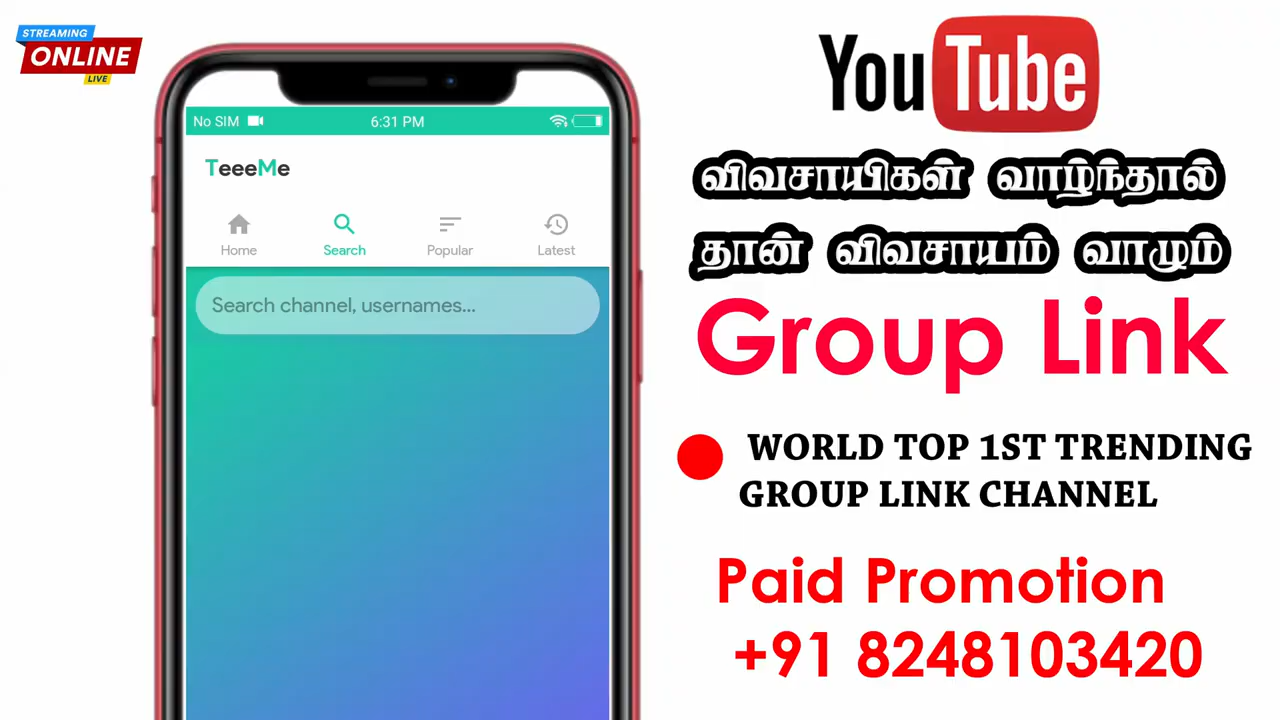 STREAMING
ONLINE
LIVE
No SIM 6:31 PM
TeeeMe
Home Search Popular Latest
Search channel, usernames...
YouTube
விவசாயிகள் வாழ்ந்தால்
தான் விவசாயம் வாழும்
Group Link
WORLD TOP 1ST TRENDING
GROUP LINK CHANNEL
Paid Promotion
+91 8248103420